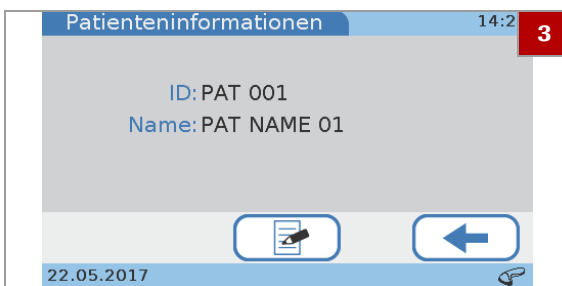 Patienteninformationen 14:2
3
ID: PAT 001
Name: PAT NAME 01
22.05.2017